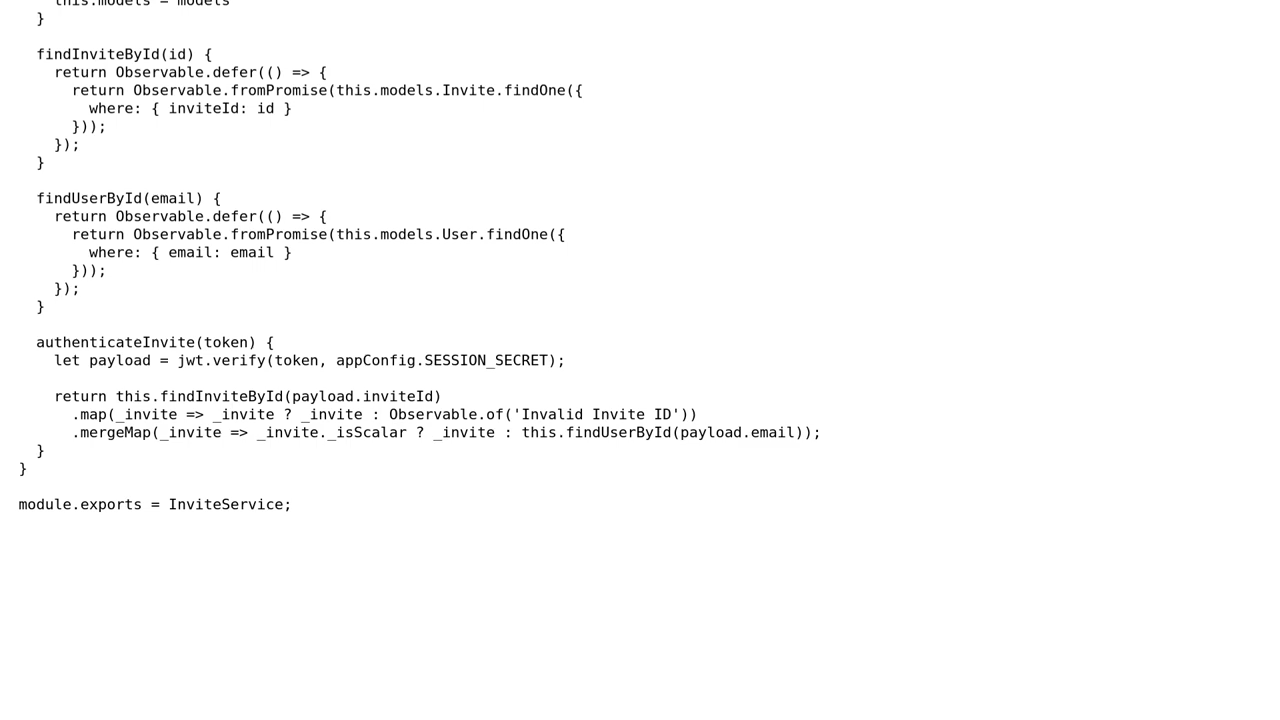 this.models = models
  }

  findInviteById(id) {
    return Observable.defer(() => {
      return Observable.fromPromise(this.models.Invite.findOne({
        where: { inviteId: id }
      }));
    });
  }

  findUserById(email) {
    return Observable.defer(() => {
      return Observable.fromPromise(this.models.User.findOne({
        where: { email: email }
      }));
    });
  }

  authenticateInvite(token) {
    let payload = jwt.verify(token, appConfig.SESSION_SECRET);

    return this.findInviteById(payload.inviteId)
      .map(_invite => _invite ? _invite : Observable.of('Invalid Invite ID'))
      .mergeMap(_invite => _invite._isScalar ? _invite : this.findUserById(payload.email));
  }
}

module.exports = InviteService;